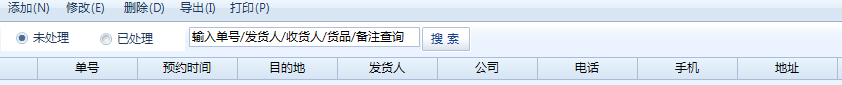 添加(N) 修改(E) 删除(D) 导出(I) 打印(P)
未处理 已处理 输入单号/发货人/收货人/货品/备注查询 搜 索
单号 预约时间 目的地 发货人 公司 电话 手机 地址